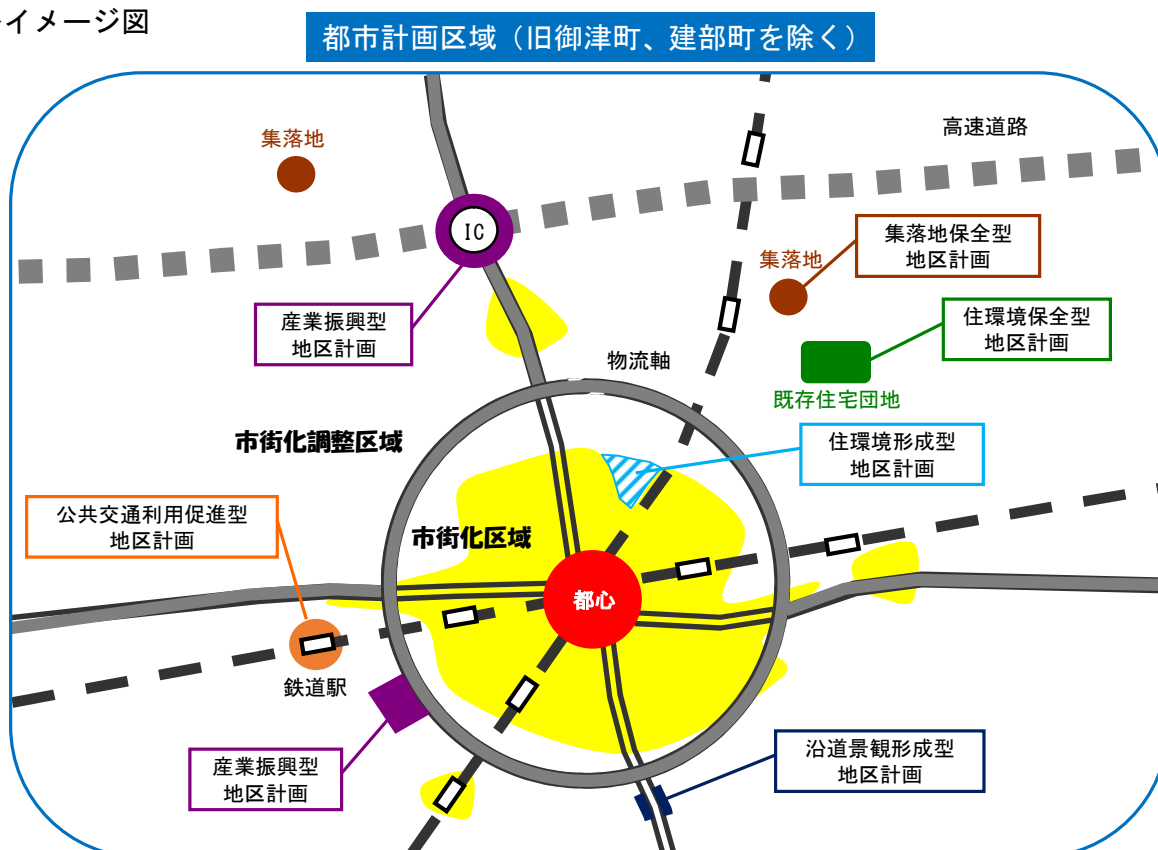 イメージ図
都市計画区域（旧御津町、建部町を除く）
集落地
高速道路
IC
集落地保全型
地区計画
集落地
産業振興型
地区計画
住環境保全型
地区計画
物流軸
既存住宅団地
市街化調整区域
住環境形成型
地区計画
公共交通利用促進型
地区計画
市街化区域
都心
鉄道駅
産業振興型
地区計画
沿道景観形成型
地区計画